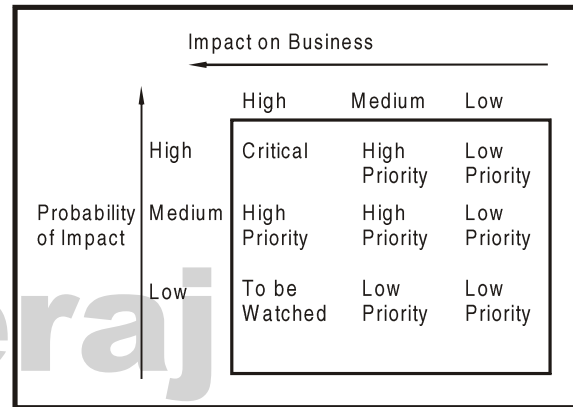 Impact on Business
High Medium Low
High Critical High Low
Priority Priority
Probability Medium High High Low
of Impact Priority Priority Priority
Low To be Low Low
Watched Priority Priority
eraj